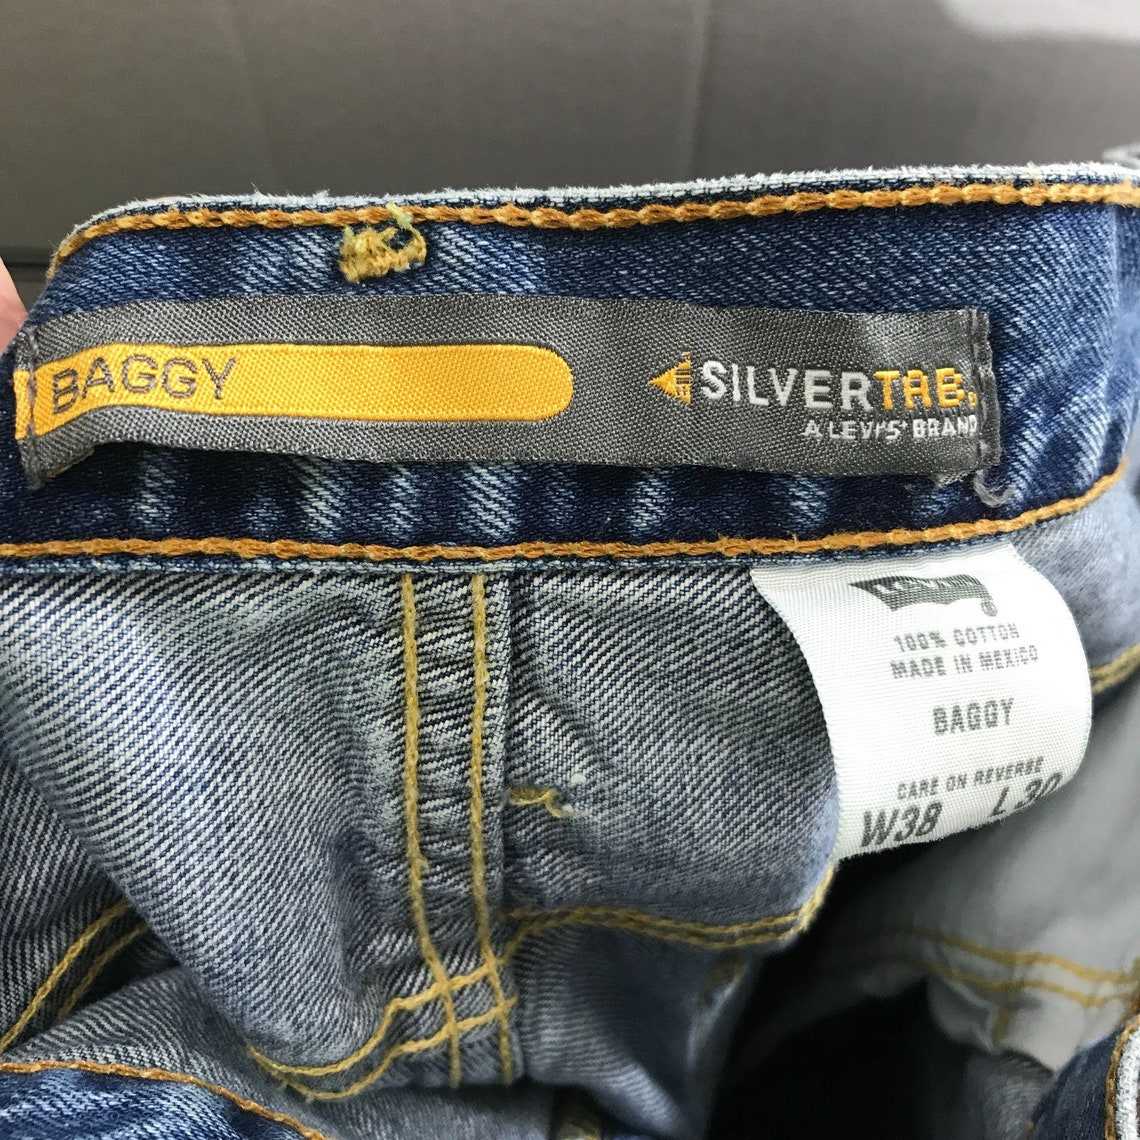 BAGGY
SILVERTAB.
A LEVI'S BRAND
100% COTTON
MADE IN MEXICO
BAGGY
CARE ON REVERSE
W38 L30